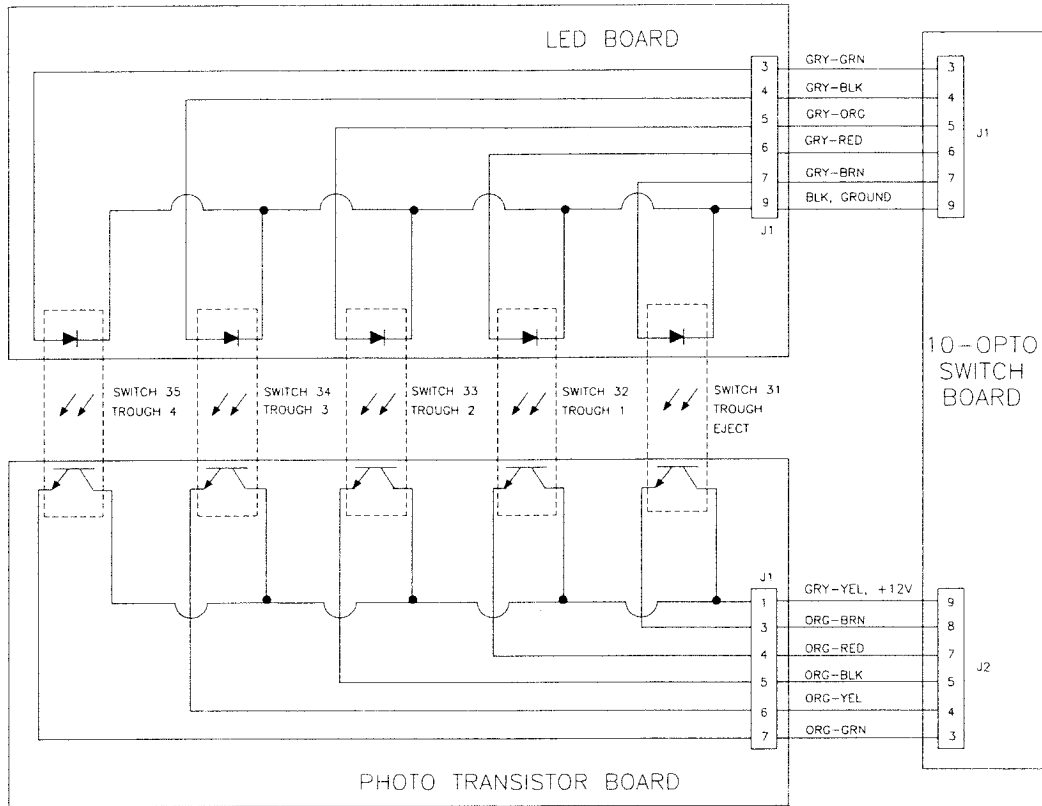 LED BOARD
3 GRY-GRN 3
4 GRY-BLK 4
5 GRY-ORG 5
6 GRY-RED 6
7 GRY-BRN 7
9 BLK, GROUND 9
J1
J1
SWITCH 35
TROUGH 4
SWITCH 34
TROUGH 3
SWITCH 33
TROUGH 2
SWITCH 32
TROUGH 1
SWITCH 31
TROUGH
EJECT
10-OPTO
SWITCH
BOARD
J1
1 GRY-YEL, +12V 9
3 ORG-BRN 8
4 ORG-RED 7
5 ORG-BLK 5
6 ORG-YEL 4
7 ORG-GRN 3
J2
PHOTO TRANSISTOR BOARD